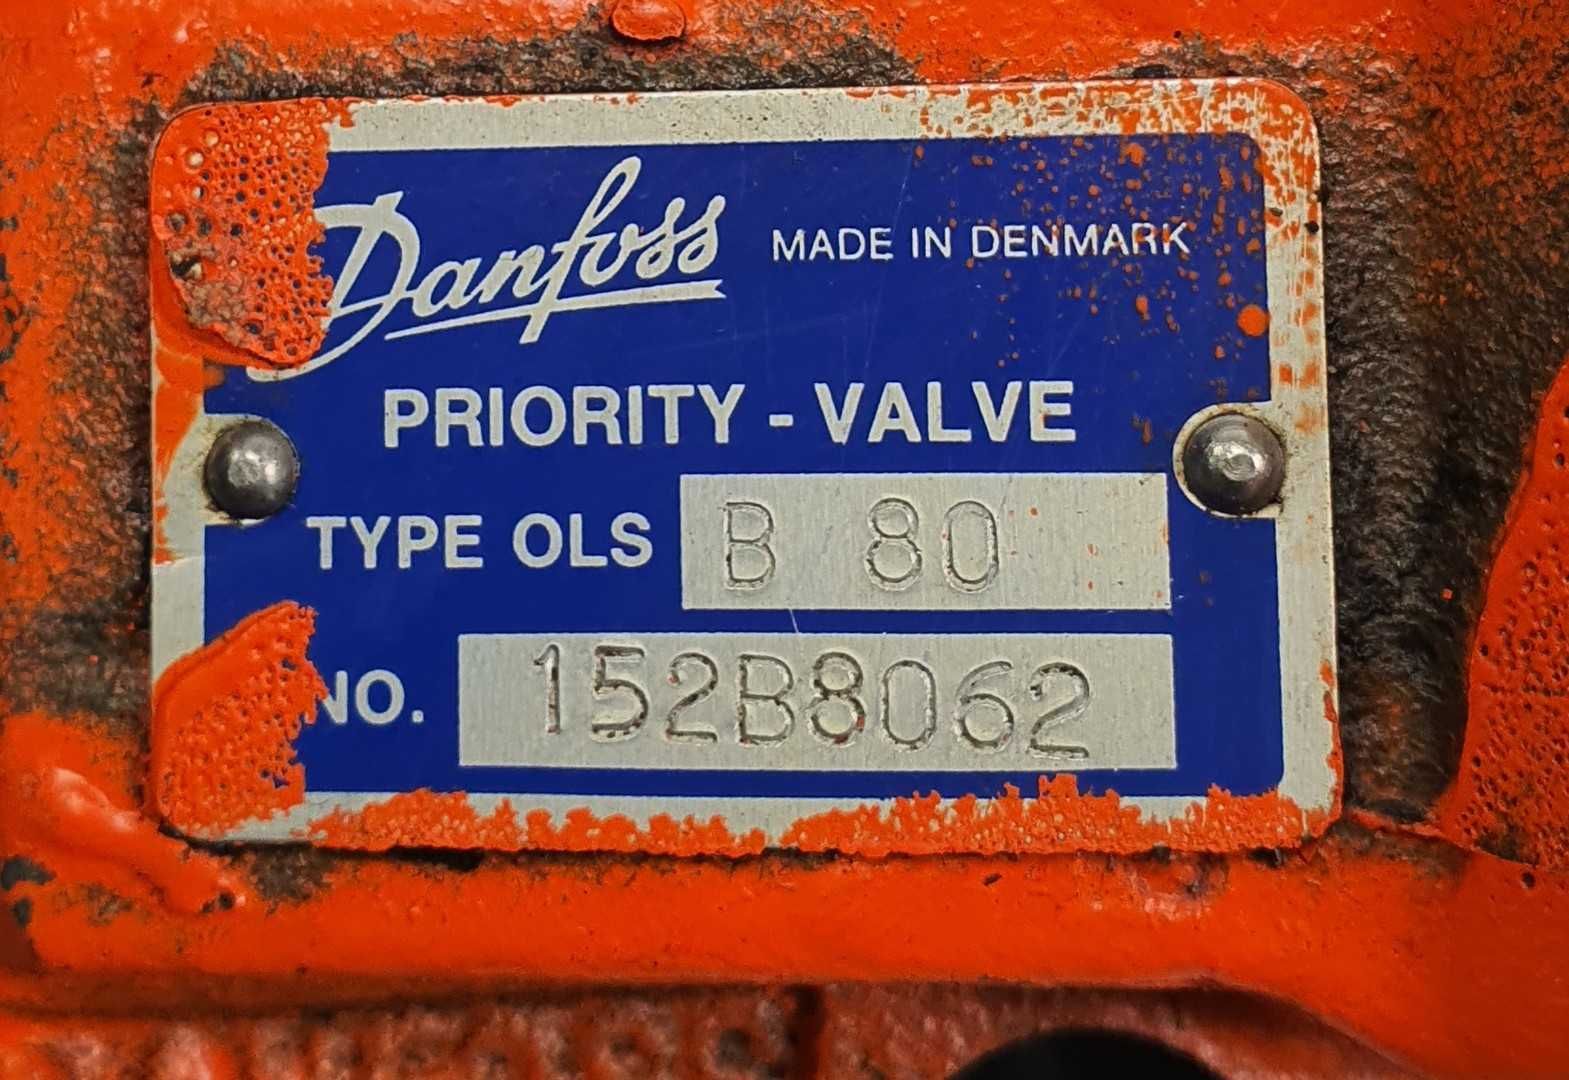 Danfoss MADE IN DENMARK
PRIORITY - VALVE
TYPE OLS B 80
NO. 152B8062